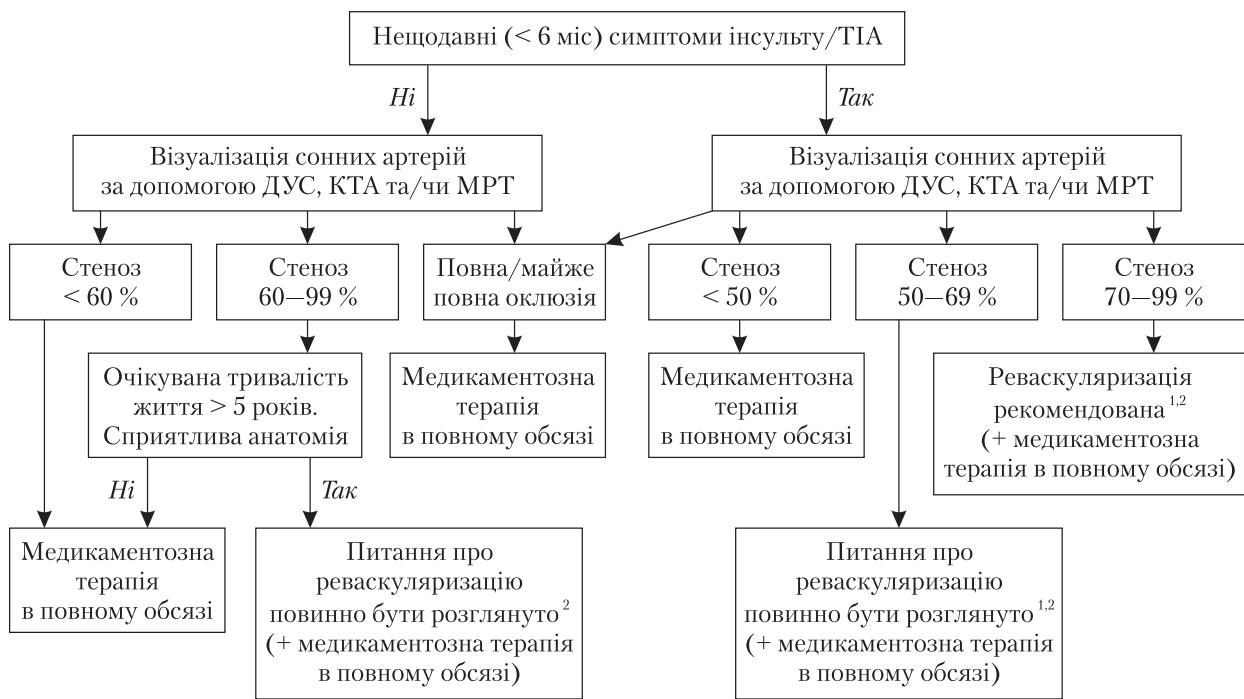 Нещодавні (< 6 міс) симптоми інсульту/ТІА
Ні
Так
Візуалізація сонних артерій
за допомогою ДУС, КТА та/чи МРТ
Візуалізація сонних артерій
за допомогою ДУС, КТА та/чи МРТ
Стеноз
< 60 %
Стеноз
60—99 %
Повна/майже
повна оклюзія
Стеноз
< 50 %
Стеноз
50—69 %
Стеноз
70—99 %
Очікувана тривалість
життя > 5 років.
Сприятлива анатомія
Медикаментозна
терапія
в повному обсязі
Медикаментозна
терапія
в повному обсязі
Реваскуляризація
рекомендована 1,2
(+ медикаментозна
терапія в повному обсязі)
Ні
Так
Медикаментозна
терапія
в повному обсязі
Питання про
реваскуляризацію
повинно бути розглянуто 2
(+ медикаментозна терапія
в повному обсязі)
Питання про
реваскуляризацію
повинно бути розглянуто 1,2
(+ медикаментозна терапія
в повному обсязі)